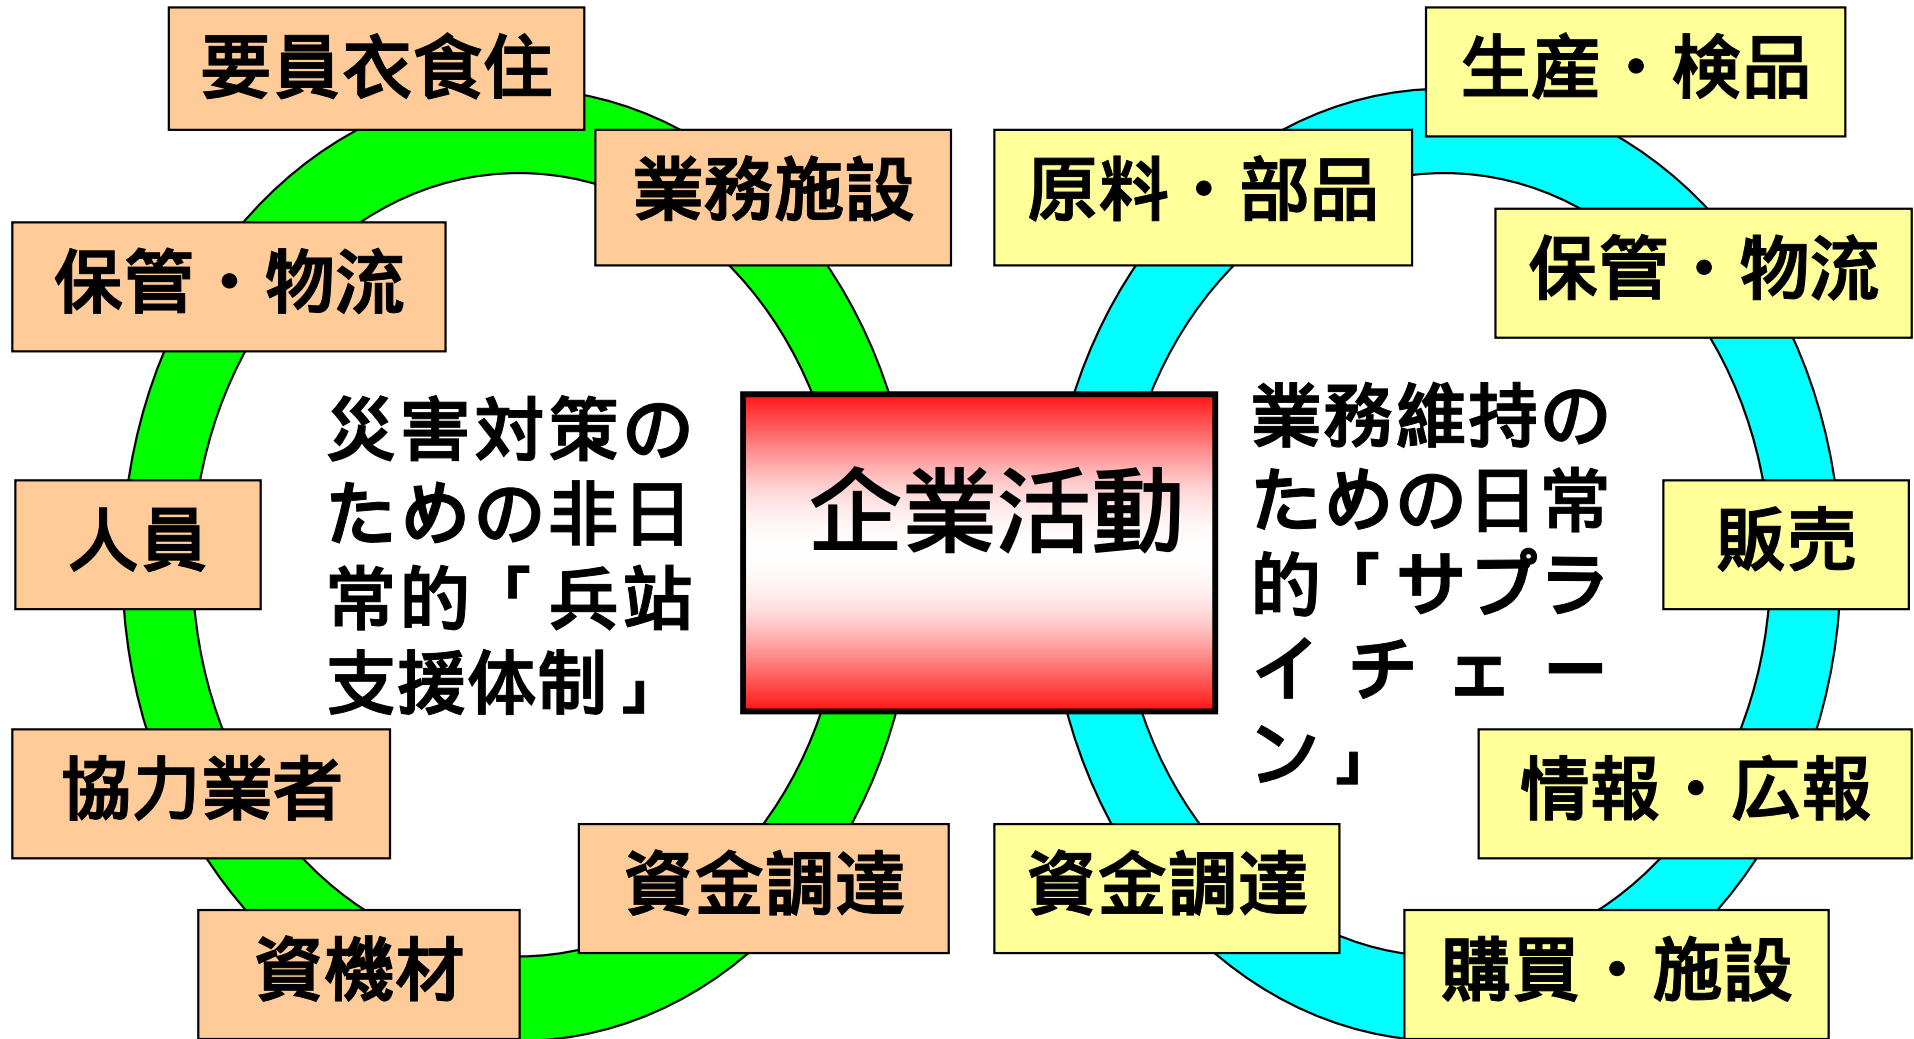 要員衣食住
業務施設
保管・物流
人員
協力業者
資機材
資金調達
災害対策の
ための非日
常的「兵站
支援体制」
企業活動
業務維持の
ための日常
的「サプラ
イチェー
ン」
生産・検品
原料・部品
保管・物流
販売
情報・広報
購買・施設
資金調達